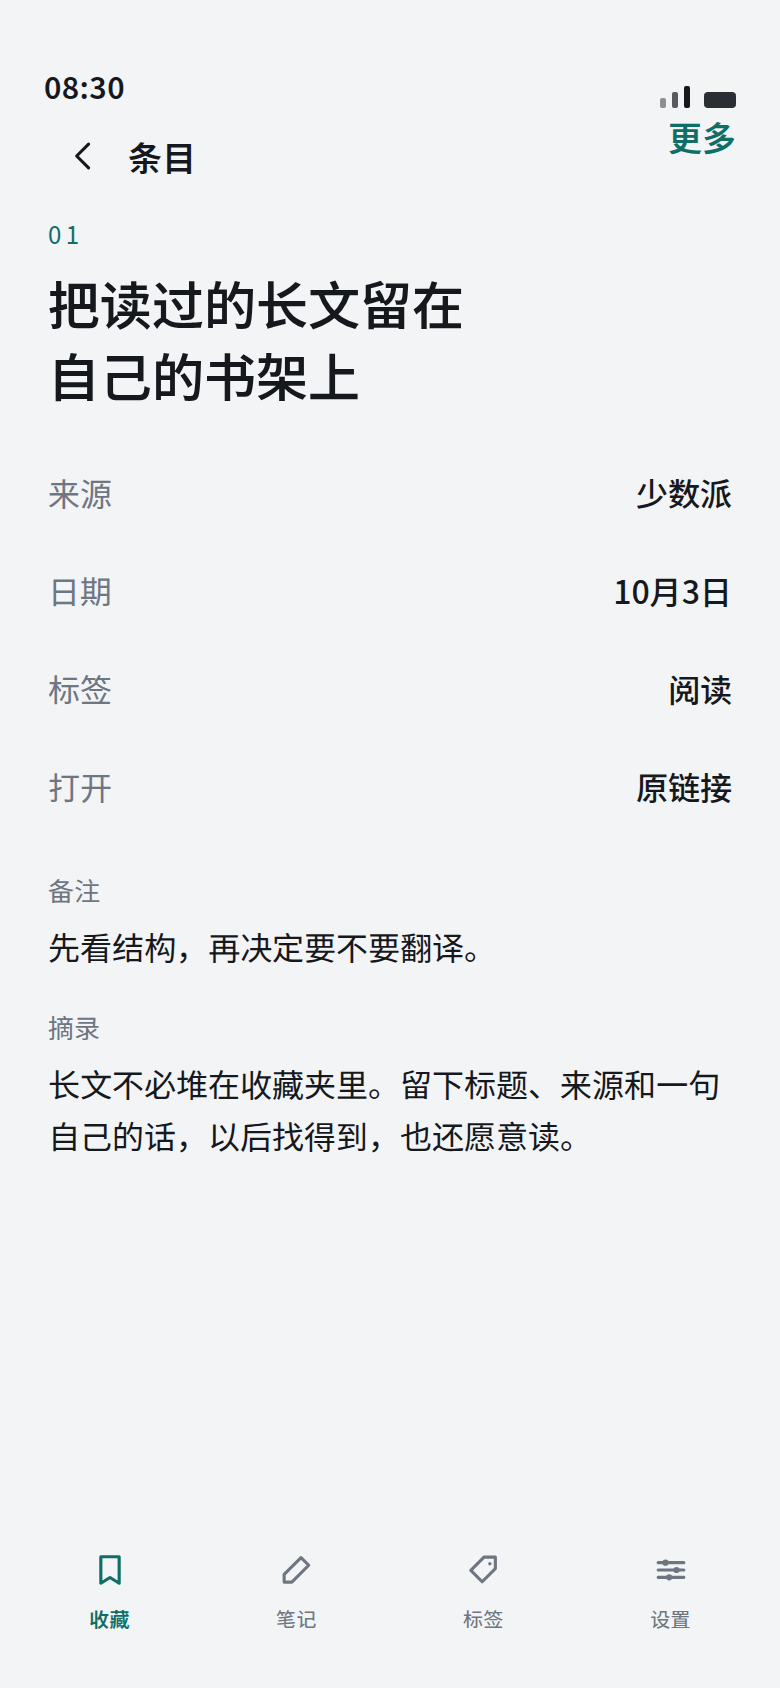 08:30
更多
条目
01
把读过的长文留在
自己的书架上
来源 少数派
日期 10月3日
标签 阅读
打开 原链接
备注
先看结构，再决定要不要翻译。
摘录
长文不必堆在收藏夹里。留下标题、来源和一句
自己的话，以后找得到，也还愿意读。
收藏 笔记 标签 设置